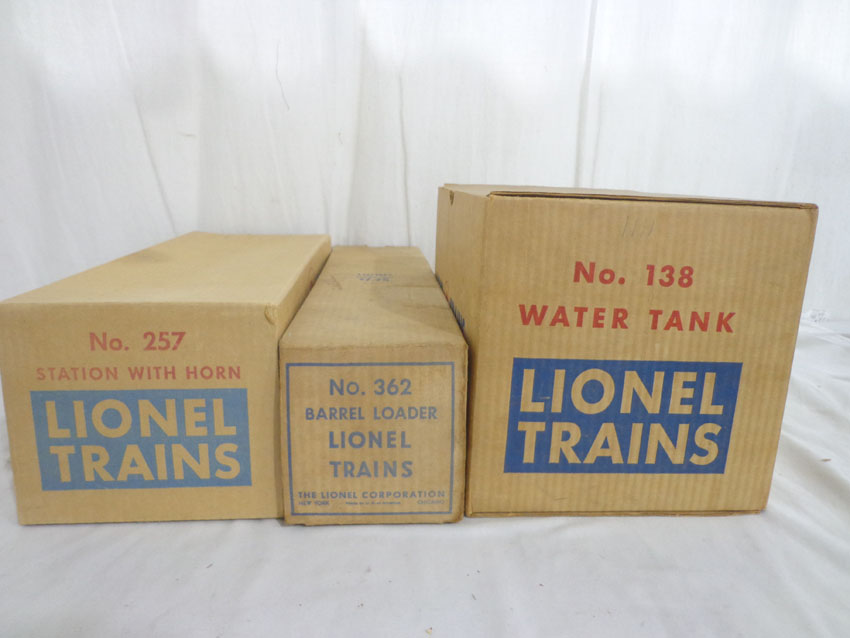 No. 257
STATION WITH HORN
LIONEL
TRAINS
No. 362
BARREL LOADER
LIONEL
TRAINS
THE LIONEL CORPORATION
NEW YORK
No. 138
WATER TANK
LIONEL
TRAINS